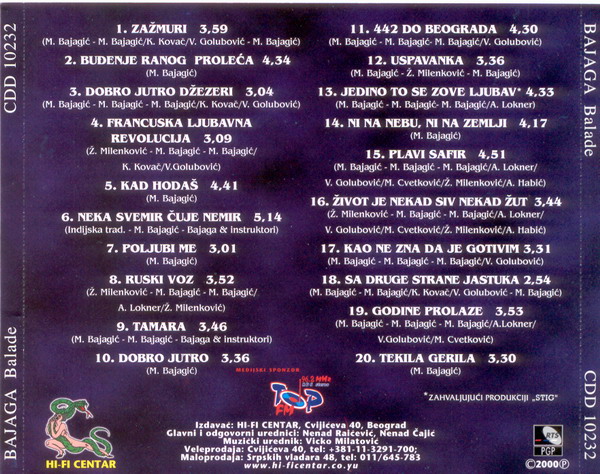 CDD 10232
BAJAGA Balade
1. ZAŽMURI 3,59
(M. Bajagić - M. Bajagić/K. Kovač/V. Golubović - M. Bajagić)
2. BUĐENJE RANOG PROLEĆA 4,34
(M. Bajagić)
3. DOBRO JUTRO DŽEZERI 3,04
(M. Bajagić - M. Bajagić - M. Bajagić/K. Kovač/V. Golubović)
4. FRANCUSKA LJUBAVNA
REVOLUCIJA 3,09
(Ž. Milenković - M. Bajagić - M. Bajagić/
K. Kovač/V. Golubović)
5. KAD HODAŠ 4,41
(M. Bajagić)
6. NEKA SVEMIR ČUJE NEMIR 5,14
(Indijska trad. - M. Bajagić - Bajaga & instruktori)
7. POLJUBI ME 3,01
(M. Bajagić)
8. RUSKI VOZ 3,52
(Ž. Milenković - M. Bajagić - M. Bajagić/
A. Lokner/Ž. Milenković)
9. TAMARA 3,46
(M. Bajagić - M. Bajagić - Bajaga & instruktori)
10. DOBRO JUTRO 3,36
(M. Bajagić)
11. 442 DO BEOGRADA 4,30
(M. Bajagić - M. Bajagić - M. Bajagić/V. Golubović)
12. USPAVANKA 3,36
(M. Bajagić - Ž. Milenković - M. Bajagić)
13. JEDINO TO SE ZOVE LJUBAV* 4,33
(M. Bajagić - M. Bajagić - M. Bajagić/A. Lokner)
14. NI NA NEBU, NI NA ZEMLJI 4,17
(M. Bajagić)
15. PLAVI SAFIR 4,51
(M. Bajagić - M. Bajagić - M. Bajagić/A. Lokner/
V. Golubović/M. Cvetković/Ž. Milenković/A. Habić)
16. ŽIVOT JE NEKAD SIV NEKAD ŽUT 3,44
(Ž. Milenković - M. Bajagić - M. Bajagić/A. Lokner/
V. Golubović/M. Cvetković/Ž. Milenković/A. Habić)
17. KAO NE ZNA DA JE GOTIVIM 3,31
(M. Bajagić - M. Bajagić - M. Bajagić/V. Golubović)
18. SA DRUGE STRANE JASTUKA 2,54
(M. Bajagić - M. Bajagić/K. Kovač/V. Golubović - M. Bajagić)
19. GODINE PROLAZE 3,53
(M. Bajagić - M. Bajagić - M. Bajagić/A.Lokner/
V.Golubović/M. Cvetković)
20. TEKILA GERILA 3,30
(M. Bajagić)
*ZAHVALJUJUĆI PRODUKCIJI „STIG"
MEDIJSKI SPONZOR
TOP
FM
Izdavač: HI-FI CENTAR, Cvijićeva 40, Beograd
Glavni i odgovorni urednici: Nenad Raičević, Nenad Čajić
Muzički urednik: Vicko Milatović
Veleprodaja: Cvijićeva 40, tel: +381-11-3291-700;
Maloprodaja: Srpskih vladara 48, tel: 011/645-783
www.hi-ficentar.co.yu
HI-FI CENTAR
RTS
PGP
©2000Ⓟ
BAJAGA Balade
CDD 10232